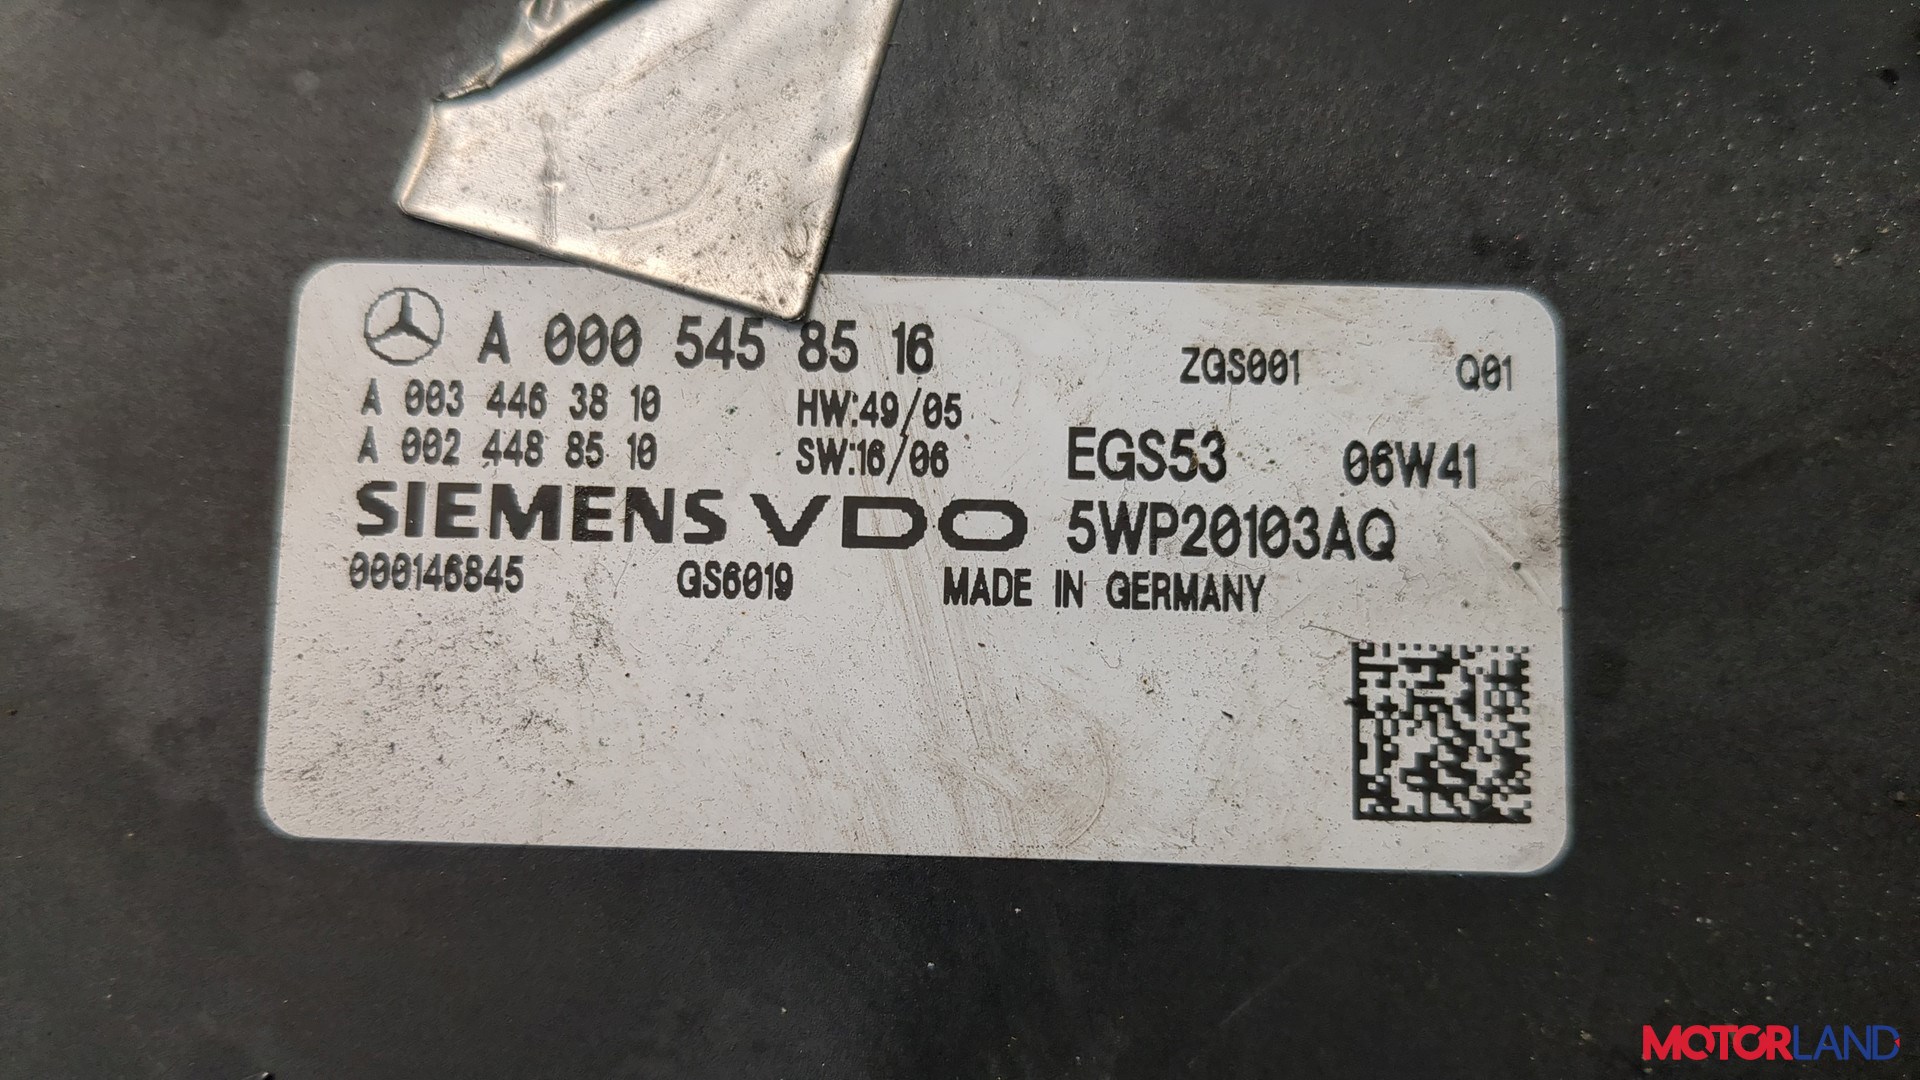 A 000 545 85 16 ZGS001 Q01
A 003 446 38 10 HW:49/05
A 002 448 85 10 SW:16/06 EGS53 06W41
SIEMENS VDO 5WP20103AQ
000146845 GS6019 MADE IN GERMANY
MOTORLAND